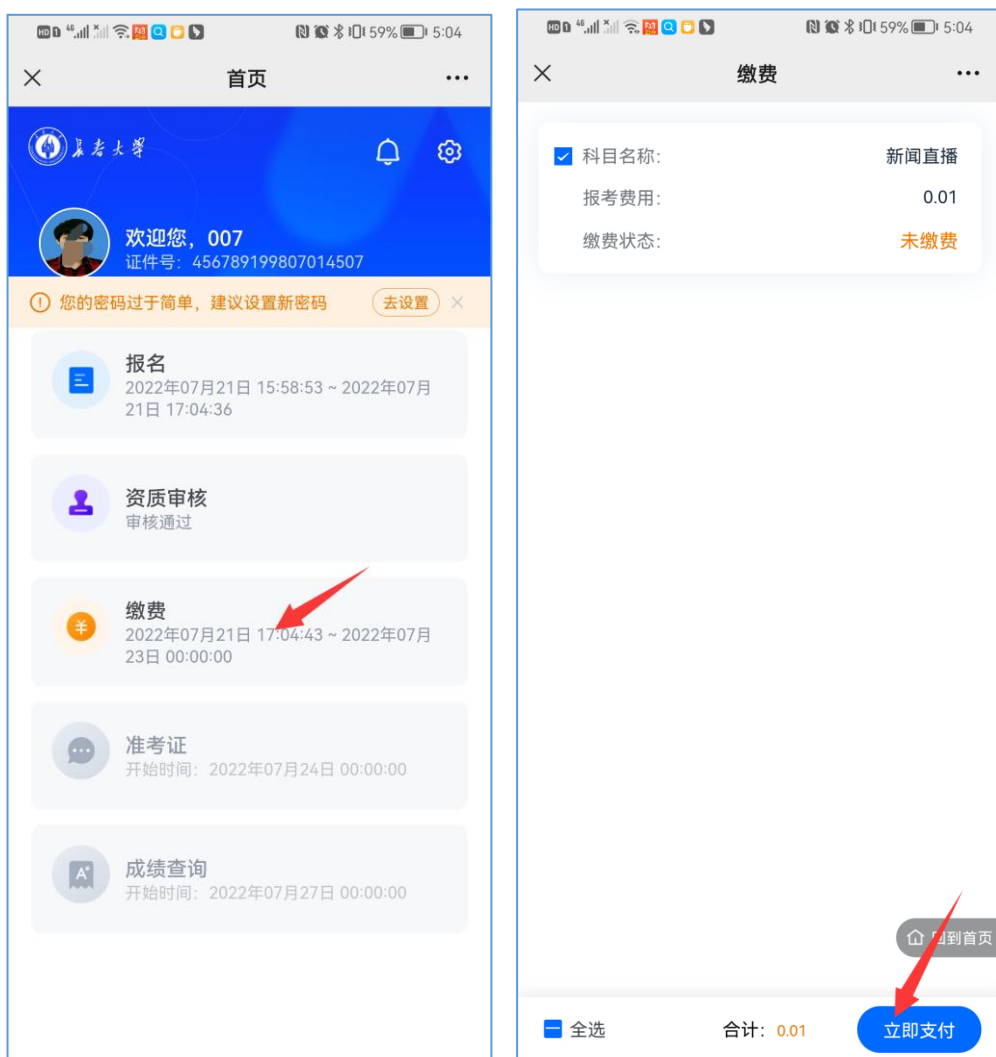 5:04
59%
首页
长春大学
欢迎您，007
证件号：456789199807014507
您的密码过于简单，建议设置新密码
去设置
报名
2022年07月21日 15:58:53 ~ 2022年07月
21日 17:04:36
资质审核
审核通过
缴费
2022年07月21日 17:04:43 ~ 2022年07月
23日 00:00:00
准考证
开始时间：2022年07月24日 00:00:00
成绩查询
开始时间：2022年07月27日 00:00:00
59%
5:04
缴费
科目名称： 新闻直播
报考费用： 0.01
缴费状态： 未缴费
回到首页
全选 合计：0.01 立即支付